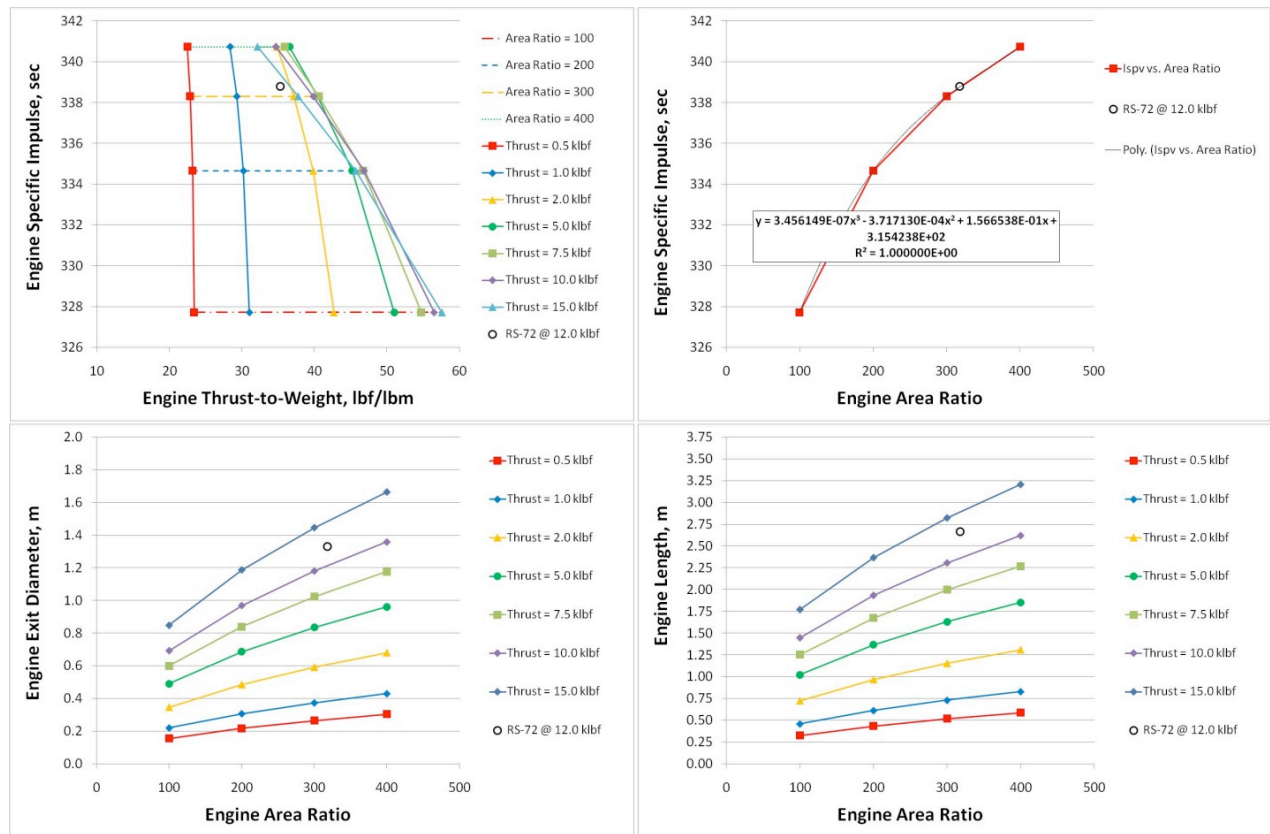 342
340
338
336
334
332
330
328
326
Engine Specific Impulse, sec
10 20 30 40 50 60
Engine Thrust-to-Weight, lbf/lbm
Area Ratio = 100
Area Ratio = 200
Area Ratio = 300
Area Ratio = 400
Thrust = 0.5 klbf
Thrust = 1.0 klbf
Thrust = 2.0 klbf
Thrust = 5.0 klbf
Thrust = 7.5 klbf
Thrust = 10.0 klbf
Thrust = 15.0 klbf
RS-72 @ 12.0 klbf
342
340
338
336
334
332
330
328
326
Engine Specific Impulse, sec
y = 3.456149E-07x³ - 3.717130E-04x² + 1.566538E-01x +
3.154238E+02
R² = 1.000000E+00
0 100 200 300 400 500
Engine Area Ratio
Ispv vs. Area Ratio
RS-72 @ 12.0 klbf
Poly. (Ispv vs. Area Ratio)
2.0
1.8
1.6
1.4
1.2
1.0
0.8
0.6
0.4
0.2
0.0
Engine Exit Diameter, m
0 100 200 300 400 500
Engine Area Ratio
Thrust = 0.5 klbf
Thrust = 1.0 klbf
Thrust = 2.0 klbf
Thrust = 5.0 klbf
Thrust = 7.5 klbf
Thrust = 10.0 klbf
Thrust = 15.0 klbf
RS-72 @ 12.0 klbf
3.75
3.50
3.25
3.00
2.75
2.50
2.25
2.00
1.75
1.50
1.25
1.00
0.75
0.50
0.25
0.00
Engine Length, m
0 100 200 300 400 500
Engine Area Ratio
Thrust = 0.5 klbf
Thrust = 1.0 klbf
Thrust = 2.0 klbf
Thrust = 5.0 klbf
Thrust = 7.5 klbf
Thrust = 10.0 klbf
Thrust = 15.0 klbf
RS-72 @ 12.0 klbf